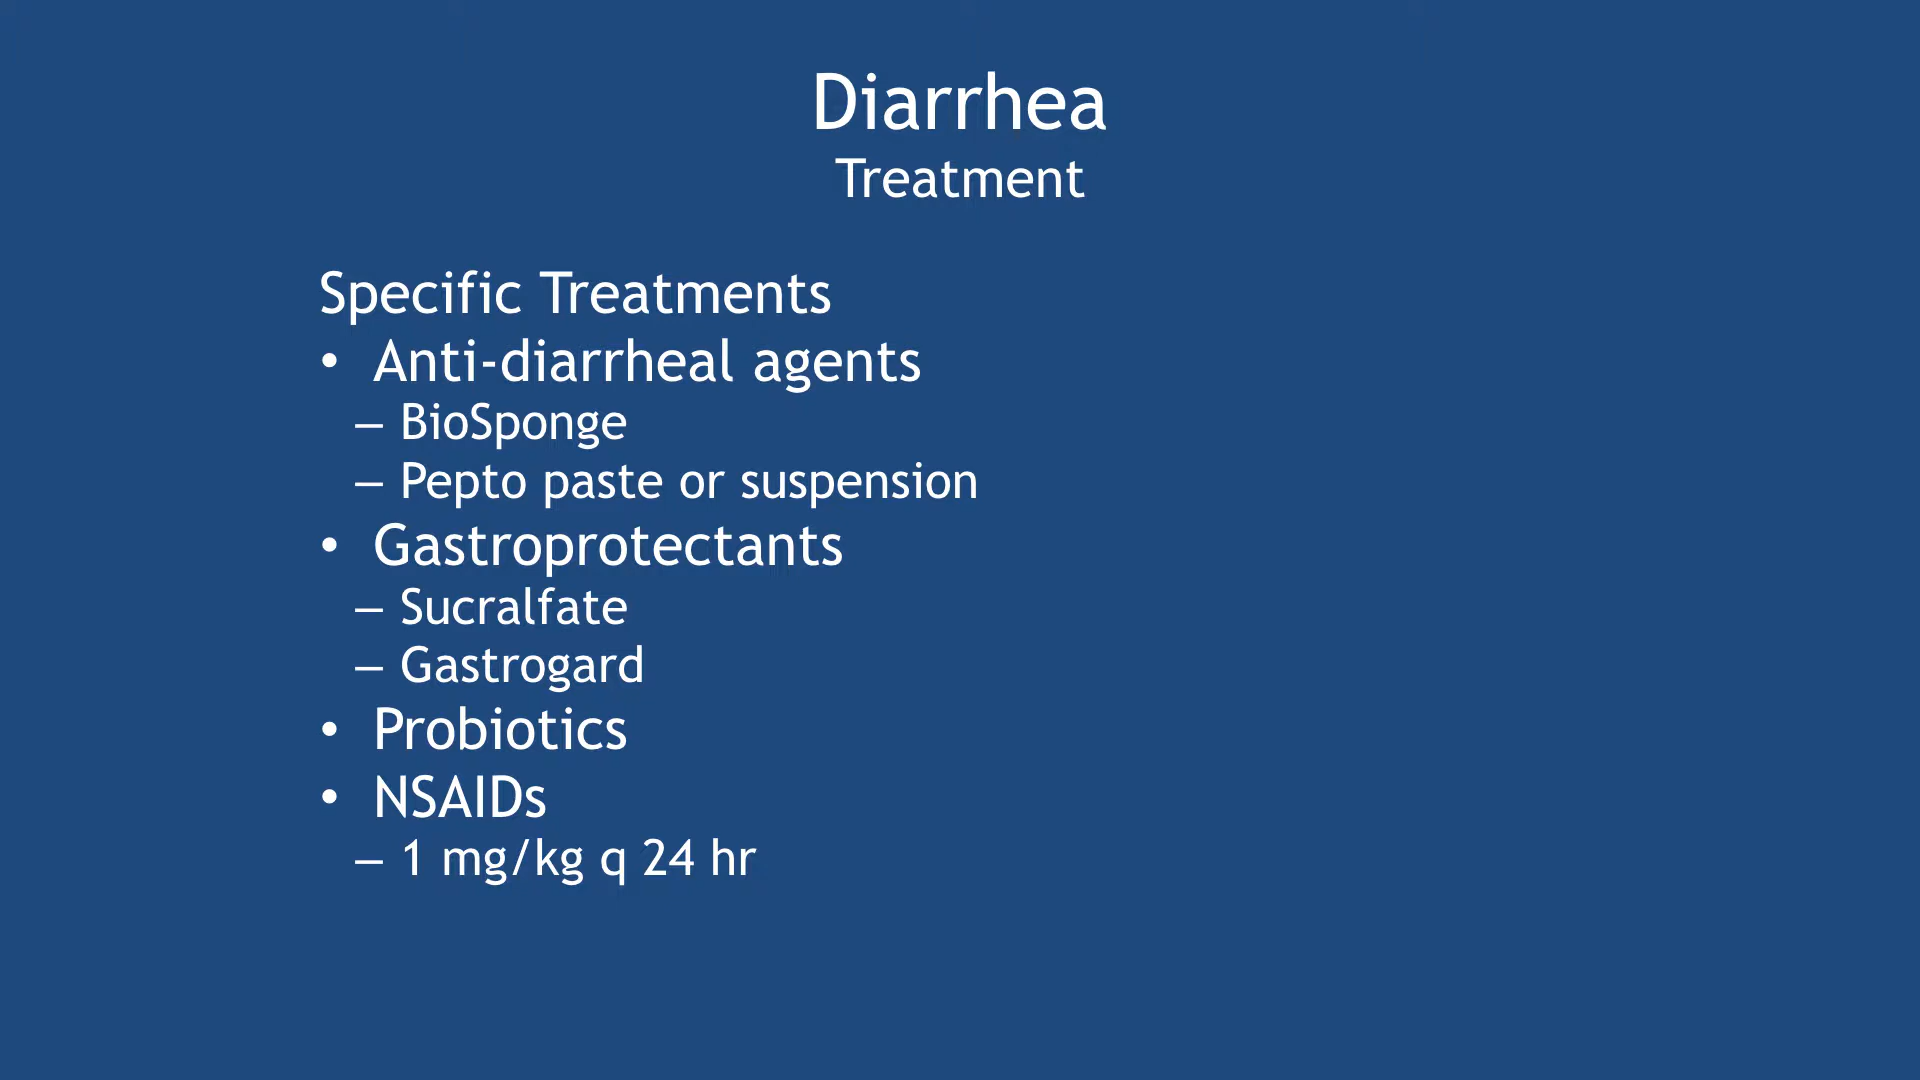 Diarrhea
Treatment
Specific Treatments
• Anti-diarrheal agents
– BioSponge
– Pepto paste or suspension
• Gastroprotectants
– Sucralfate
– Gastrogard
• Probiotics
• NSAIDs
– 1 mg/kg q 24 hr